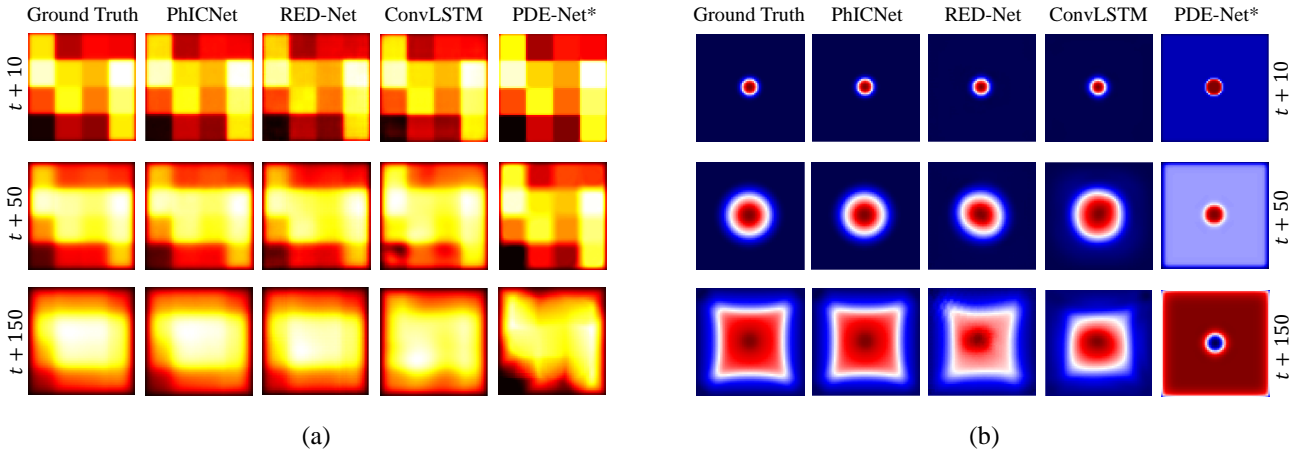 Ground Truth PhICNet RED-Net ConvLSTM PDE-Net*
t + 10
t + 50
t + 150
(a)
Ground Truth PhICNet RED-Net ConvLSTM PDE-Net*
t + 10
t + 50
t + 150
(b)